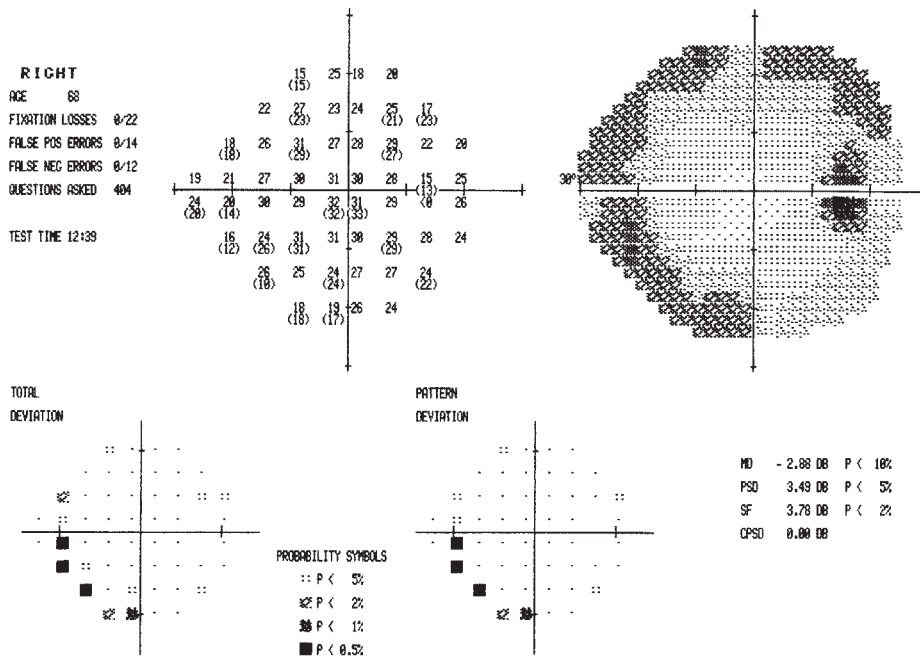 RIGHT
AGE 68
FIXATION LOSSES 0/22
FALSE POS ERRORS 0/14
FALSE NEG ERRORS 0/12
QUESTIONS ASKED 404
TEST TIME 12:39
15 25 18 20
(15)
22 27 23 24 25 17
(23) (21) (23)
18 26 31 27 28 29 22 20
(18) (29) (27)
19 21 27 30 31 30 28 15 25
(13)
30°
24 20 30 29 32 31 29 (0 26
(20) (14) (32) (33)
16 24 31 31 30 29 28 24
(12) (26) (31) (29)
26 25 24 27 27 24
(10) (24) (22)
18 19 26 24
(18) (17)
TOTAL
DEVIATION
PATTERN
DEVIATION
MD - 2.88 DB P < 10%
PSD 3.49 DB P < 5%
SF 3.78 DB P < 2%
CPSD 0.00 DB
PROBABILITY SYMBOLS
P < 5%
P < 2%
P < 1%
P < 0.5%